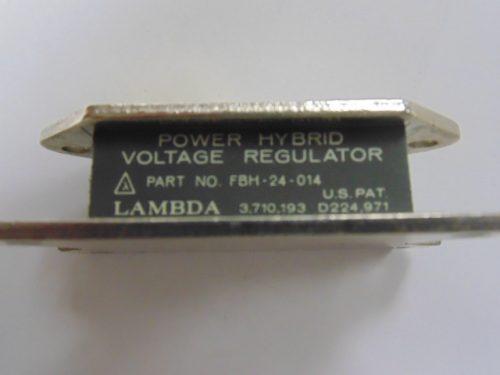 POWER HYBRID
VOLTAGE REGULATOR
PART NO. FBH-24-014
U.S. PAT.
LAMBDA 3,710,193 D224,971